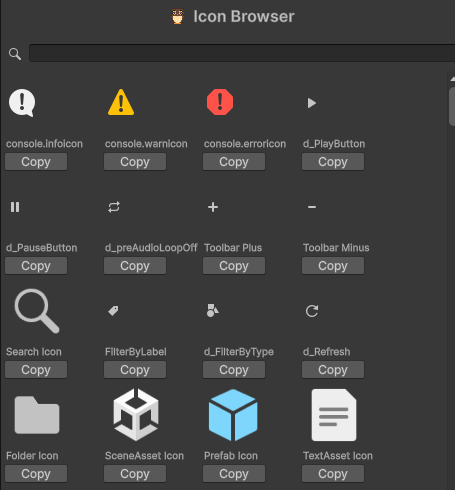 Icon Browser
console.infoicon console.warnicon console.erroricon d_PlayButton
Copy Copy Copy Copy
d_PauseButton d_preAudioLoopOff Toolbar Plus Toolbar Minus
Copy Copy Copy Copy
Search Icon FilterByLabel d_FilterByType d_Refresh
Copy Copy Copy Copy
Folder Icon SceneAsset Icon Prefab Icon TextAsset Icon
Copy Copy Copy Copy